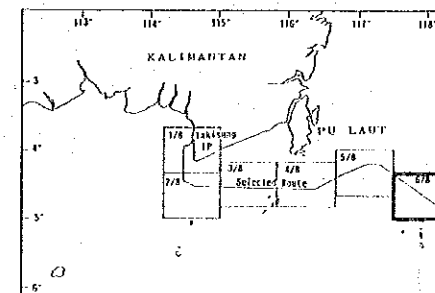 113° 114° 115° 116° 117° 118°
KALIMANTAN
3°
PU LAUT
1/8 Takisung
IP
4°
5/8
2/8 3/8 4/8 6/8
Selected Route
5°
6°